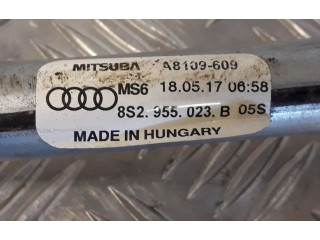 MITSUBA A8109-609
MS6 18.05.17 06:58
8S2.955.023.B 05S
MADE IN HUNGARY